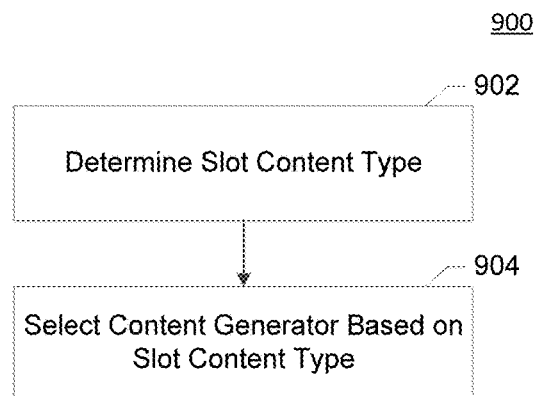 900
902
Determine Slot Content Type
904
Select Content Generator Based on
Slot Content Type